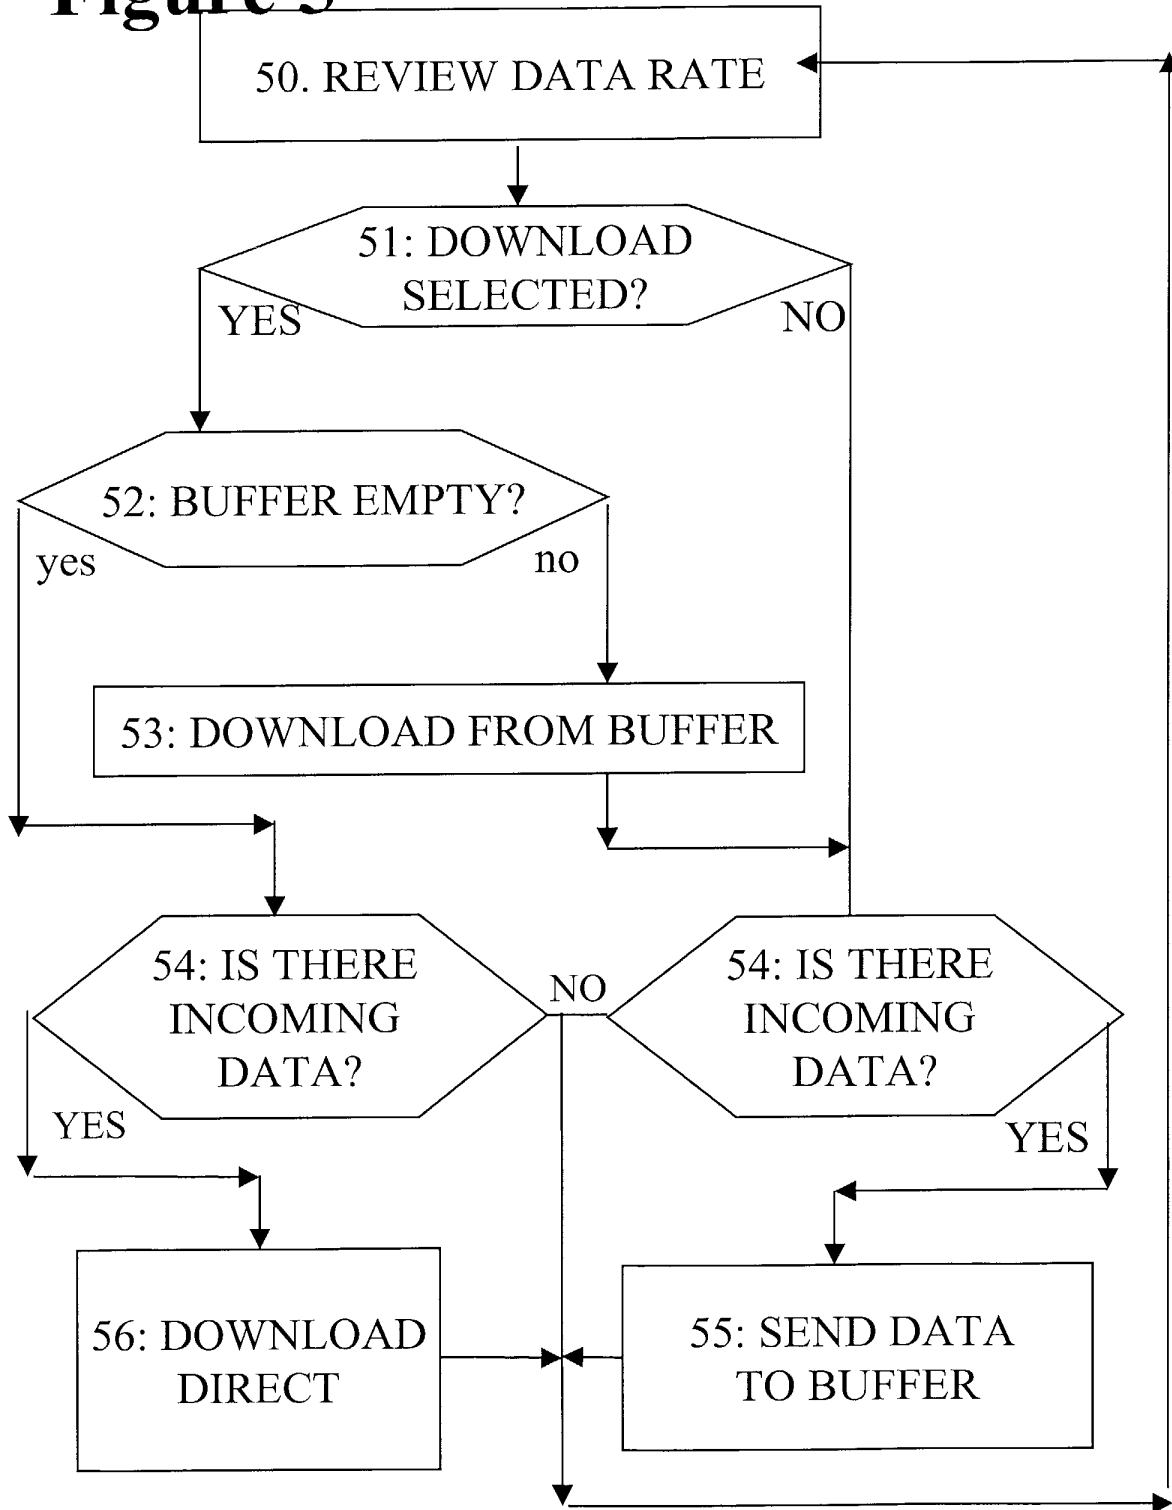 Figure 5
50. REVIEW DATA RATE
51: DOWNLOAD
SELECTED?
YES
NO
52: BUFFER EMPTY?
yes
no
53: DOWNLOAD FROM BUFFER
54: IS THERE
INCOMING
DATA?
NO
54: IS THERE
INCOMING
DATA?
YES
YES
56: DOWNLOAD
DIRECT
55: SEND DATA
TO BUFFER